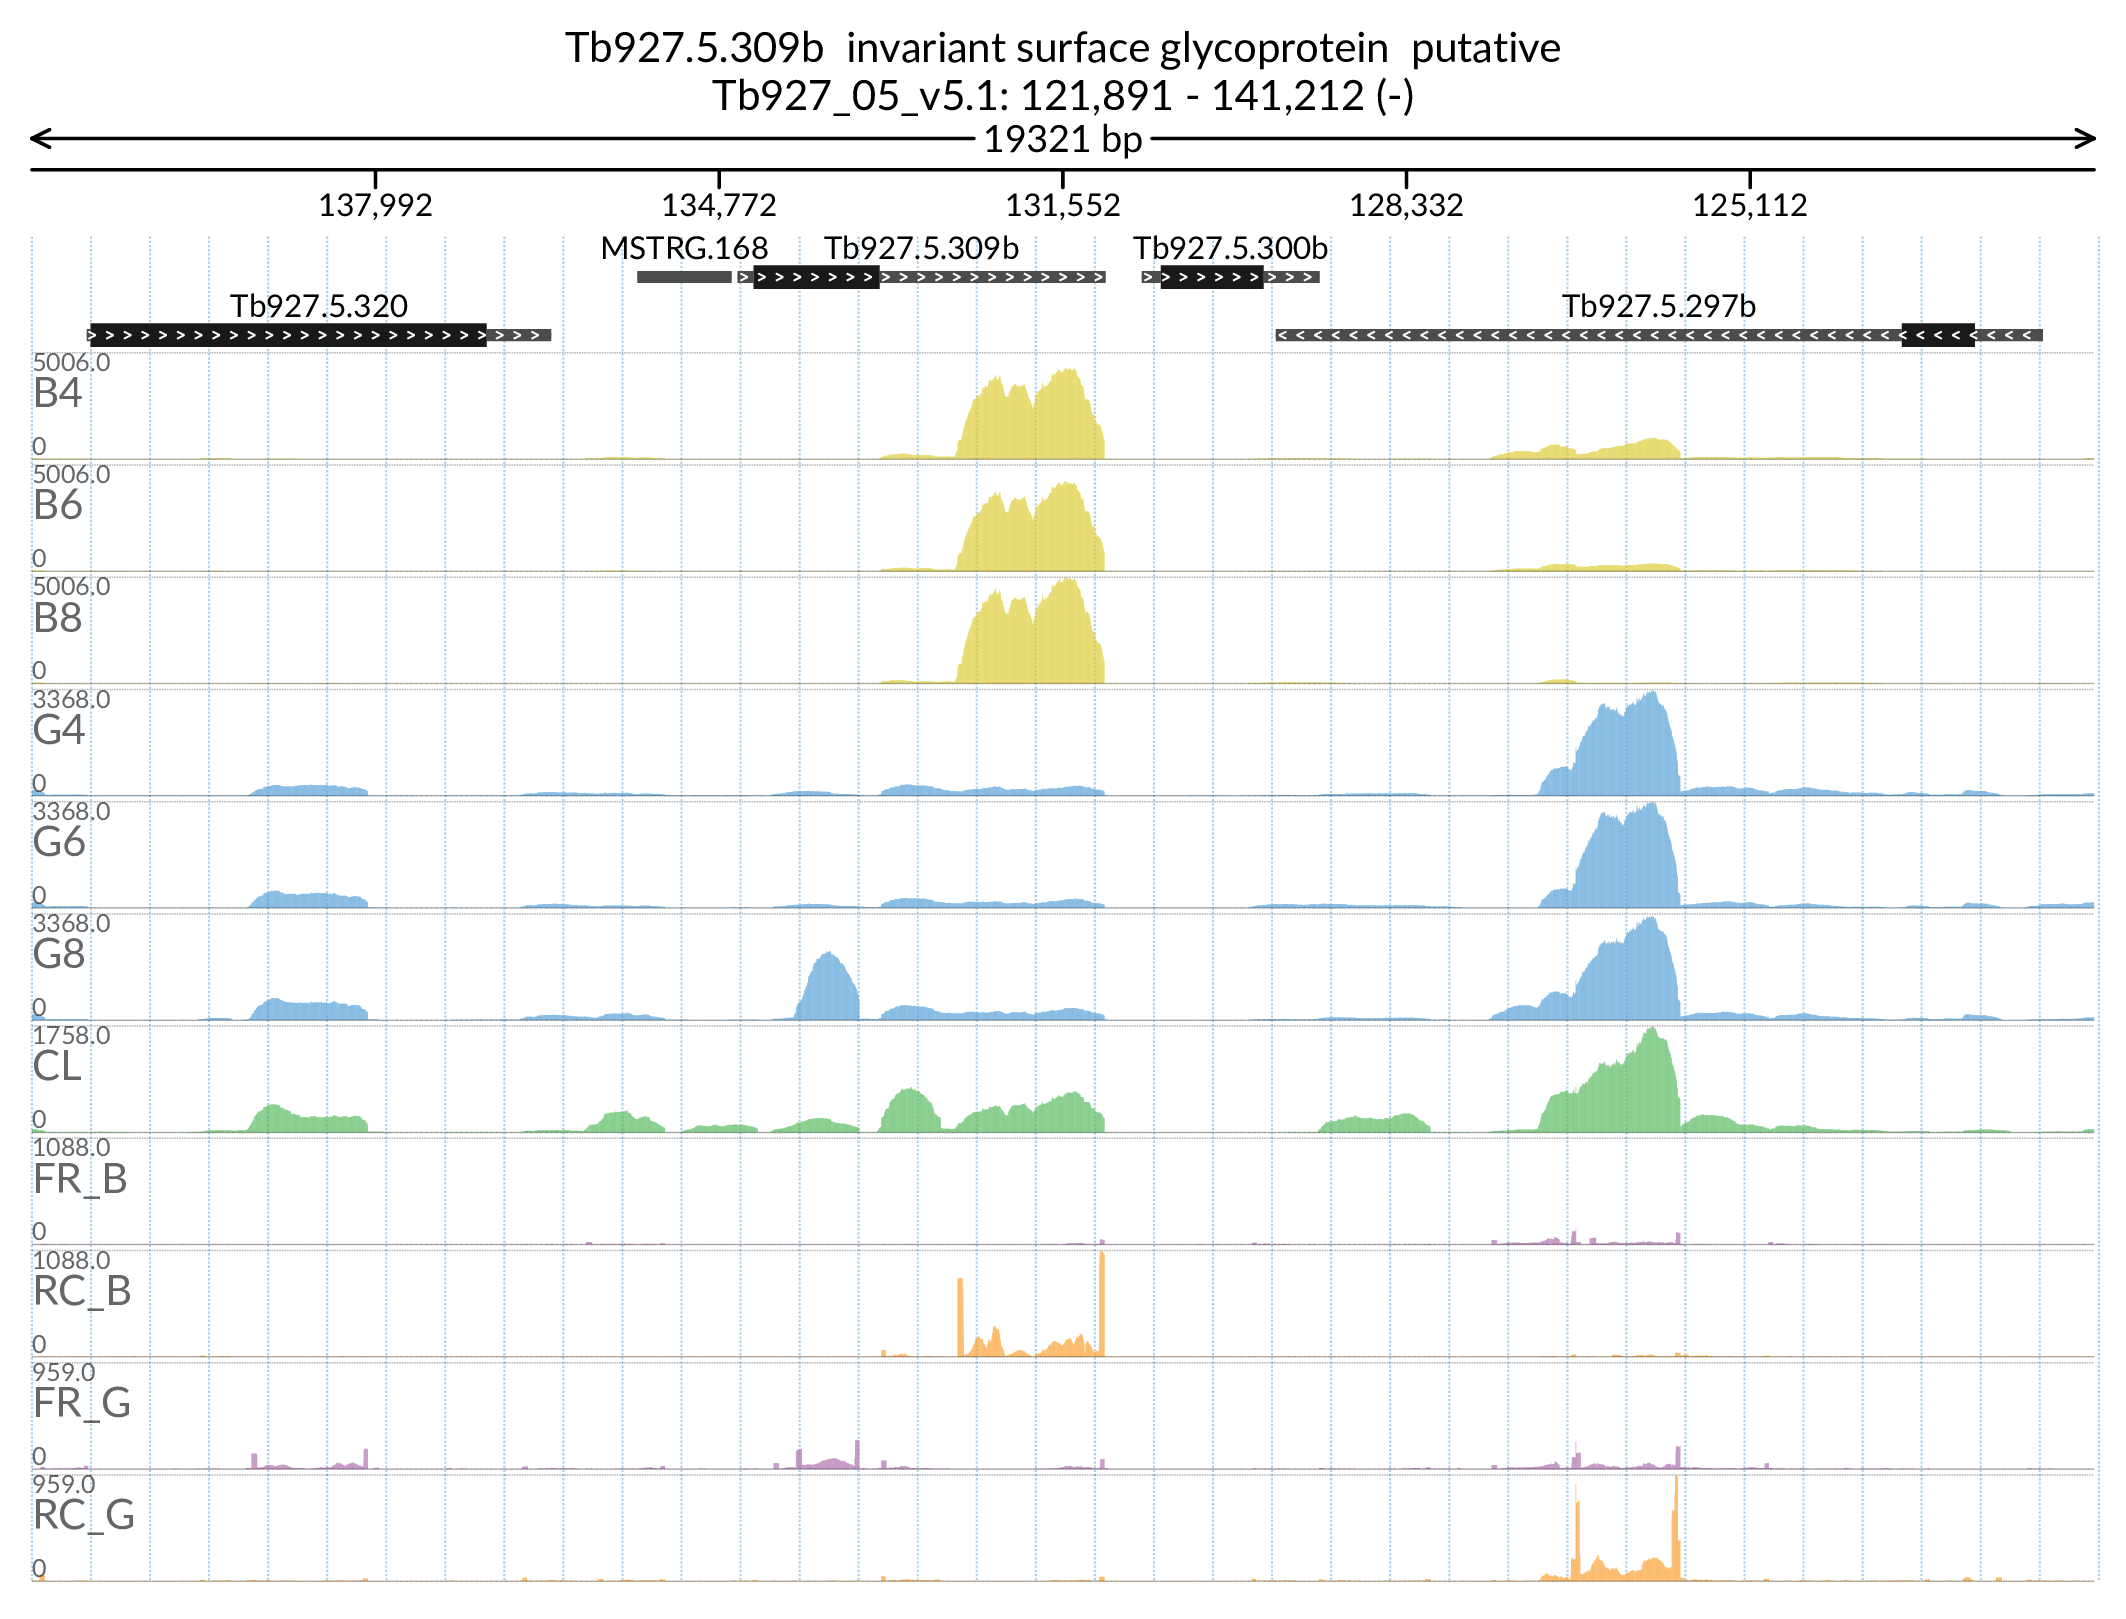 Tb927.5.309b invariant surface glycoprotein putative
Tb927_05_v5.1: 121,891 - 141,212 (-)
19321 bp
137,992 134,772 131,552 128,332 125,112
MSTRG.168 Tb927.5.309b Tb927.5.300b
Tb927.5.320 Tb927.5.297b
5006.0
B4
0
5006.0
B6
0
5006.0
B8
0
3368.0
G4
0
3368.0
G6
0
3368.0
G8
0
1758.0
CL
0
1088.0
FR_B
0
1088.0
RC_B
0
959.0
FR_G
0
959.0
RC_G
0